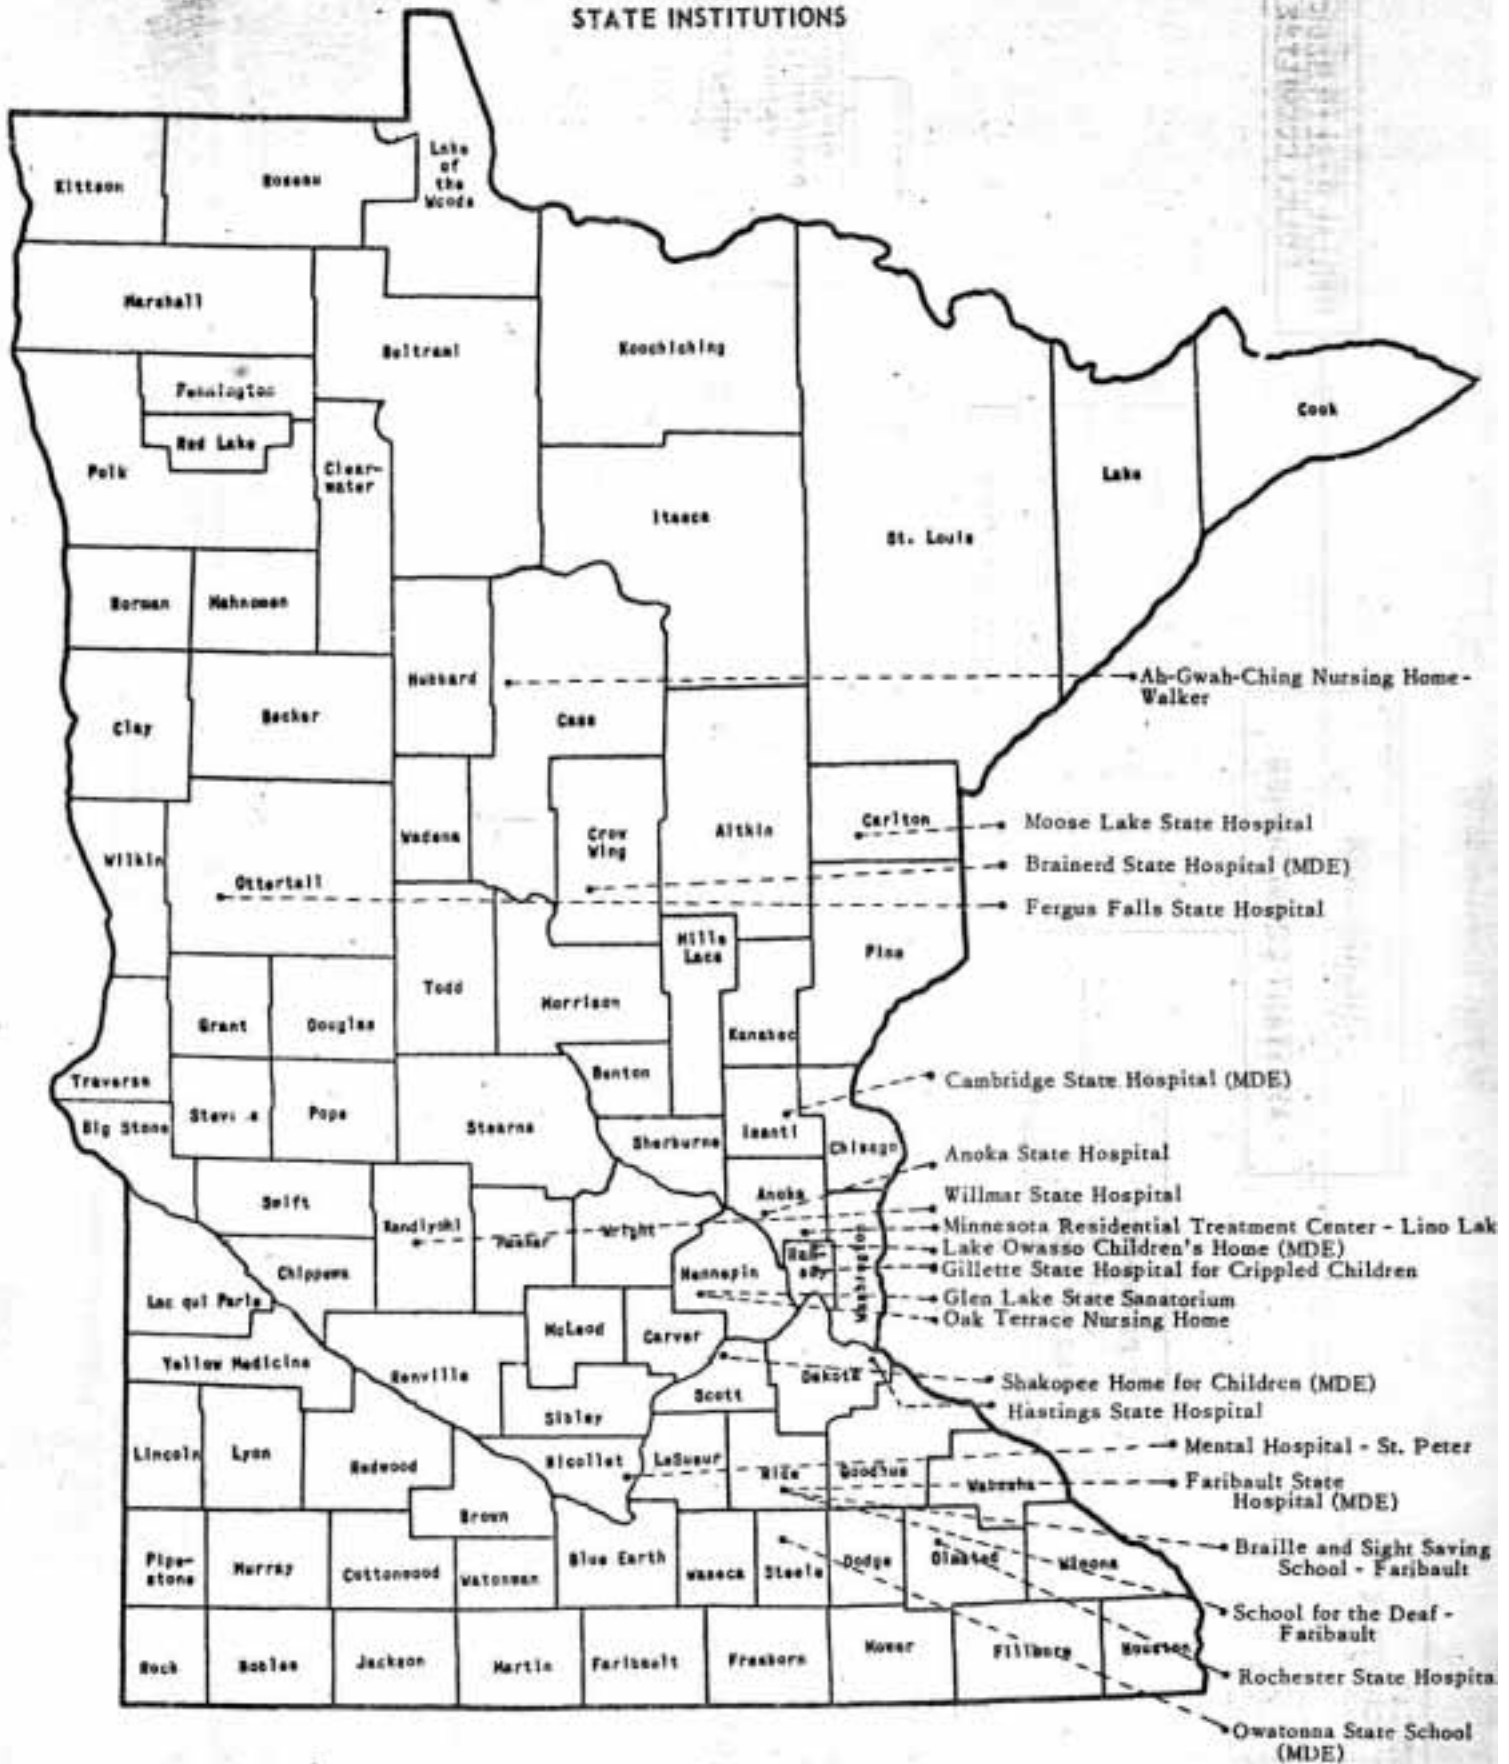 STATE INSTITUTIONS
Kittson
Roseau
Lake
of
the
Woods
Marshall
Beltrami
Koochiching
Pennington
Red Lake
Polk
Clear-
water
Itasca
St. Louis
Lake
Cook
Norman
Mahnomen
Hubbard
Cass
Clay
Becker
Ah-Gwah-Ching Nursing Home -
Walker
Wilkin
Ottertail
Wadena
Crow
Wing
Aitkin
Carlton
Moose Lake State Hospital
Brainerd State Hospital (MDE)
Fergus Falls State Hospital
Mille
Lacs
Pine
Todd
Morrison
Grant
Douglas
Kanabec
Traverse
Big Stone
Pope
Stearns
Benton
Sherburne
Isanti
Chisago
Cambridge State Hospital (MDE)
Anoka State Hospital
Swift
Kandiyohi
Meeker
Wright
Anoka
Willmar State Hospital
Minnesota Residential Treatment Center - Lino Lak
Lake Owasso Children's Home (MDE)
Gillette State Hospital for Crippled Children
Glen Lake State Sanatorium
Oak Terrace Nursing Home
Chippewa
Hennepin
Washington
Lac qui Parle
McLeod
Carver
Yellow Medicine
Renville
Scott
Dakota
Shakopee Home for Children (MDE)
Hastings State Hospital
Sibley
Lincoln
Lyon
Redwood
Nicollet
LeSueur
Rice
Goodhue
Wabasha
Mental Hospital - St. Peter
Faribault State
Hospital (MDE)
Brown
Pipe-
stone
Murray
Cottonwood
Watonwan
Blue Earth
Waseca
Steele
Dodge
Olmsted
Winona
Braille and Sight Saving
School - Faribault
School for the Deaf -
Faribault
Rock
Nobles
Jackson
Martin
Faribault
Freeborn
Mower
Fillmore
Houston
Rochester State Hospita
Owatonna State School
(MDE)